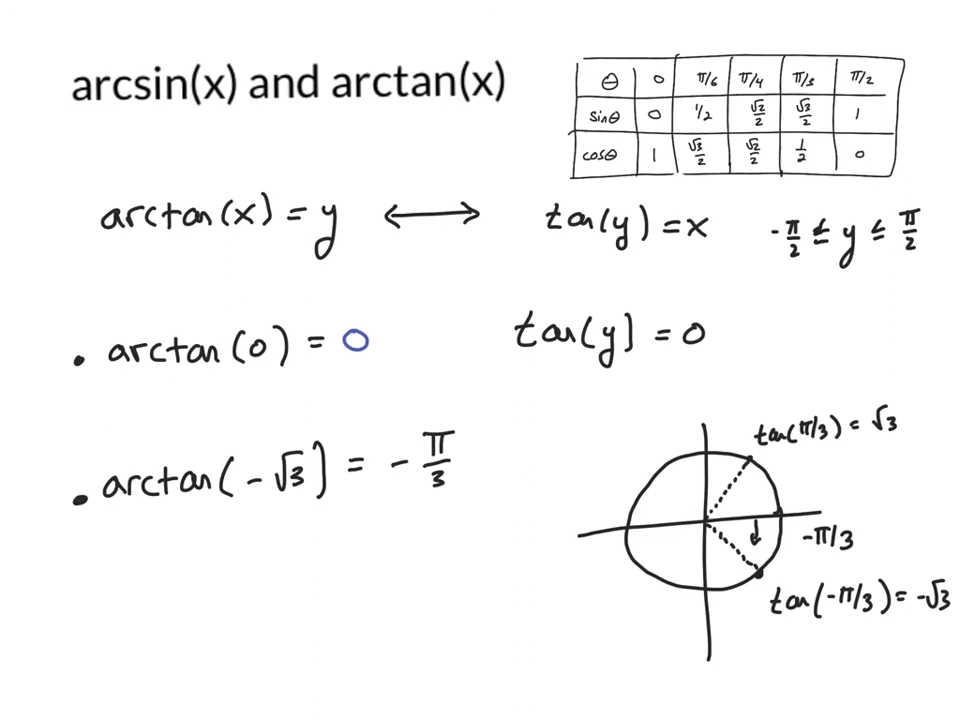 arcsin(x) and arctan(x)
θ 0 π/6 π/4 π/3 π/2
sinθ 0 1/2 √2/2 √3/2 1
cosθ 1 √3/2 √2/2 1/2 0
arctan(x) = y ⟷ tan(y) = x -π/2 ≤ y ≤ π/2
• arctan(0) = 0 tan(y) = 0
• arctan(-√3) = -π/3
tan(π/3) = √3
-π/3
tan(-π/3) = -√3